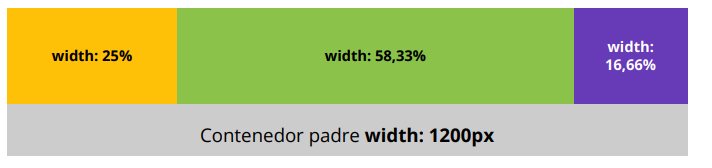 width: 25%
width: 58,33%
width:
16,66%
Contenedor padre width: 1200px